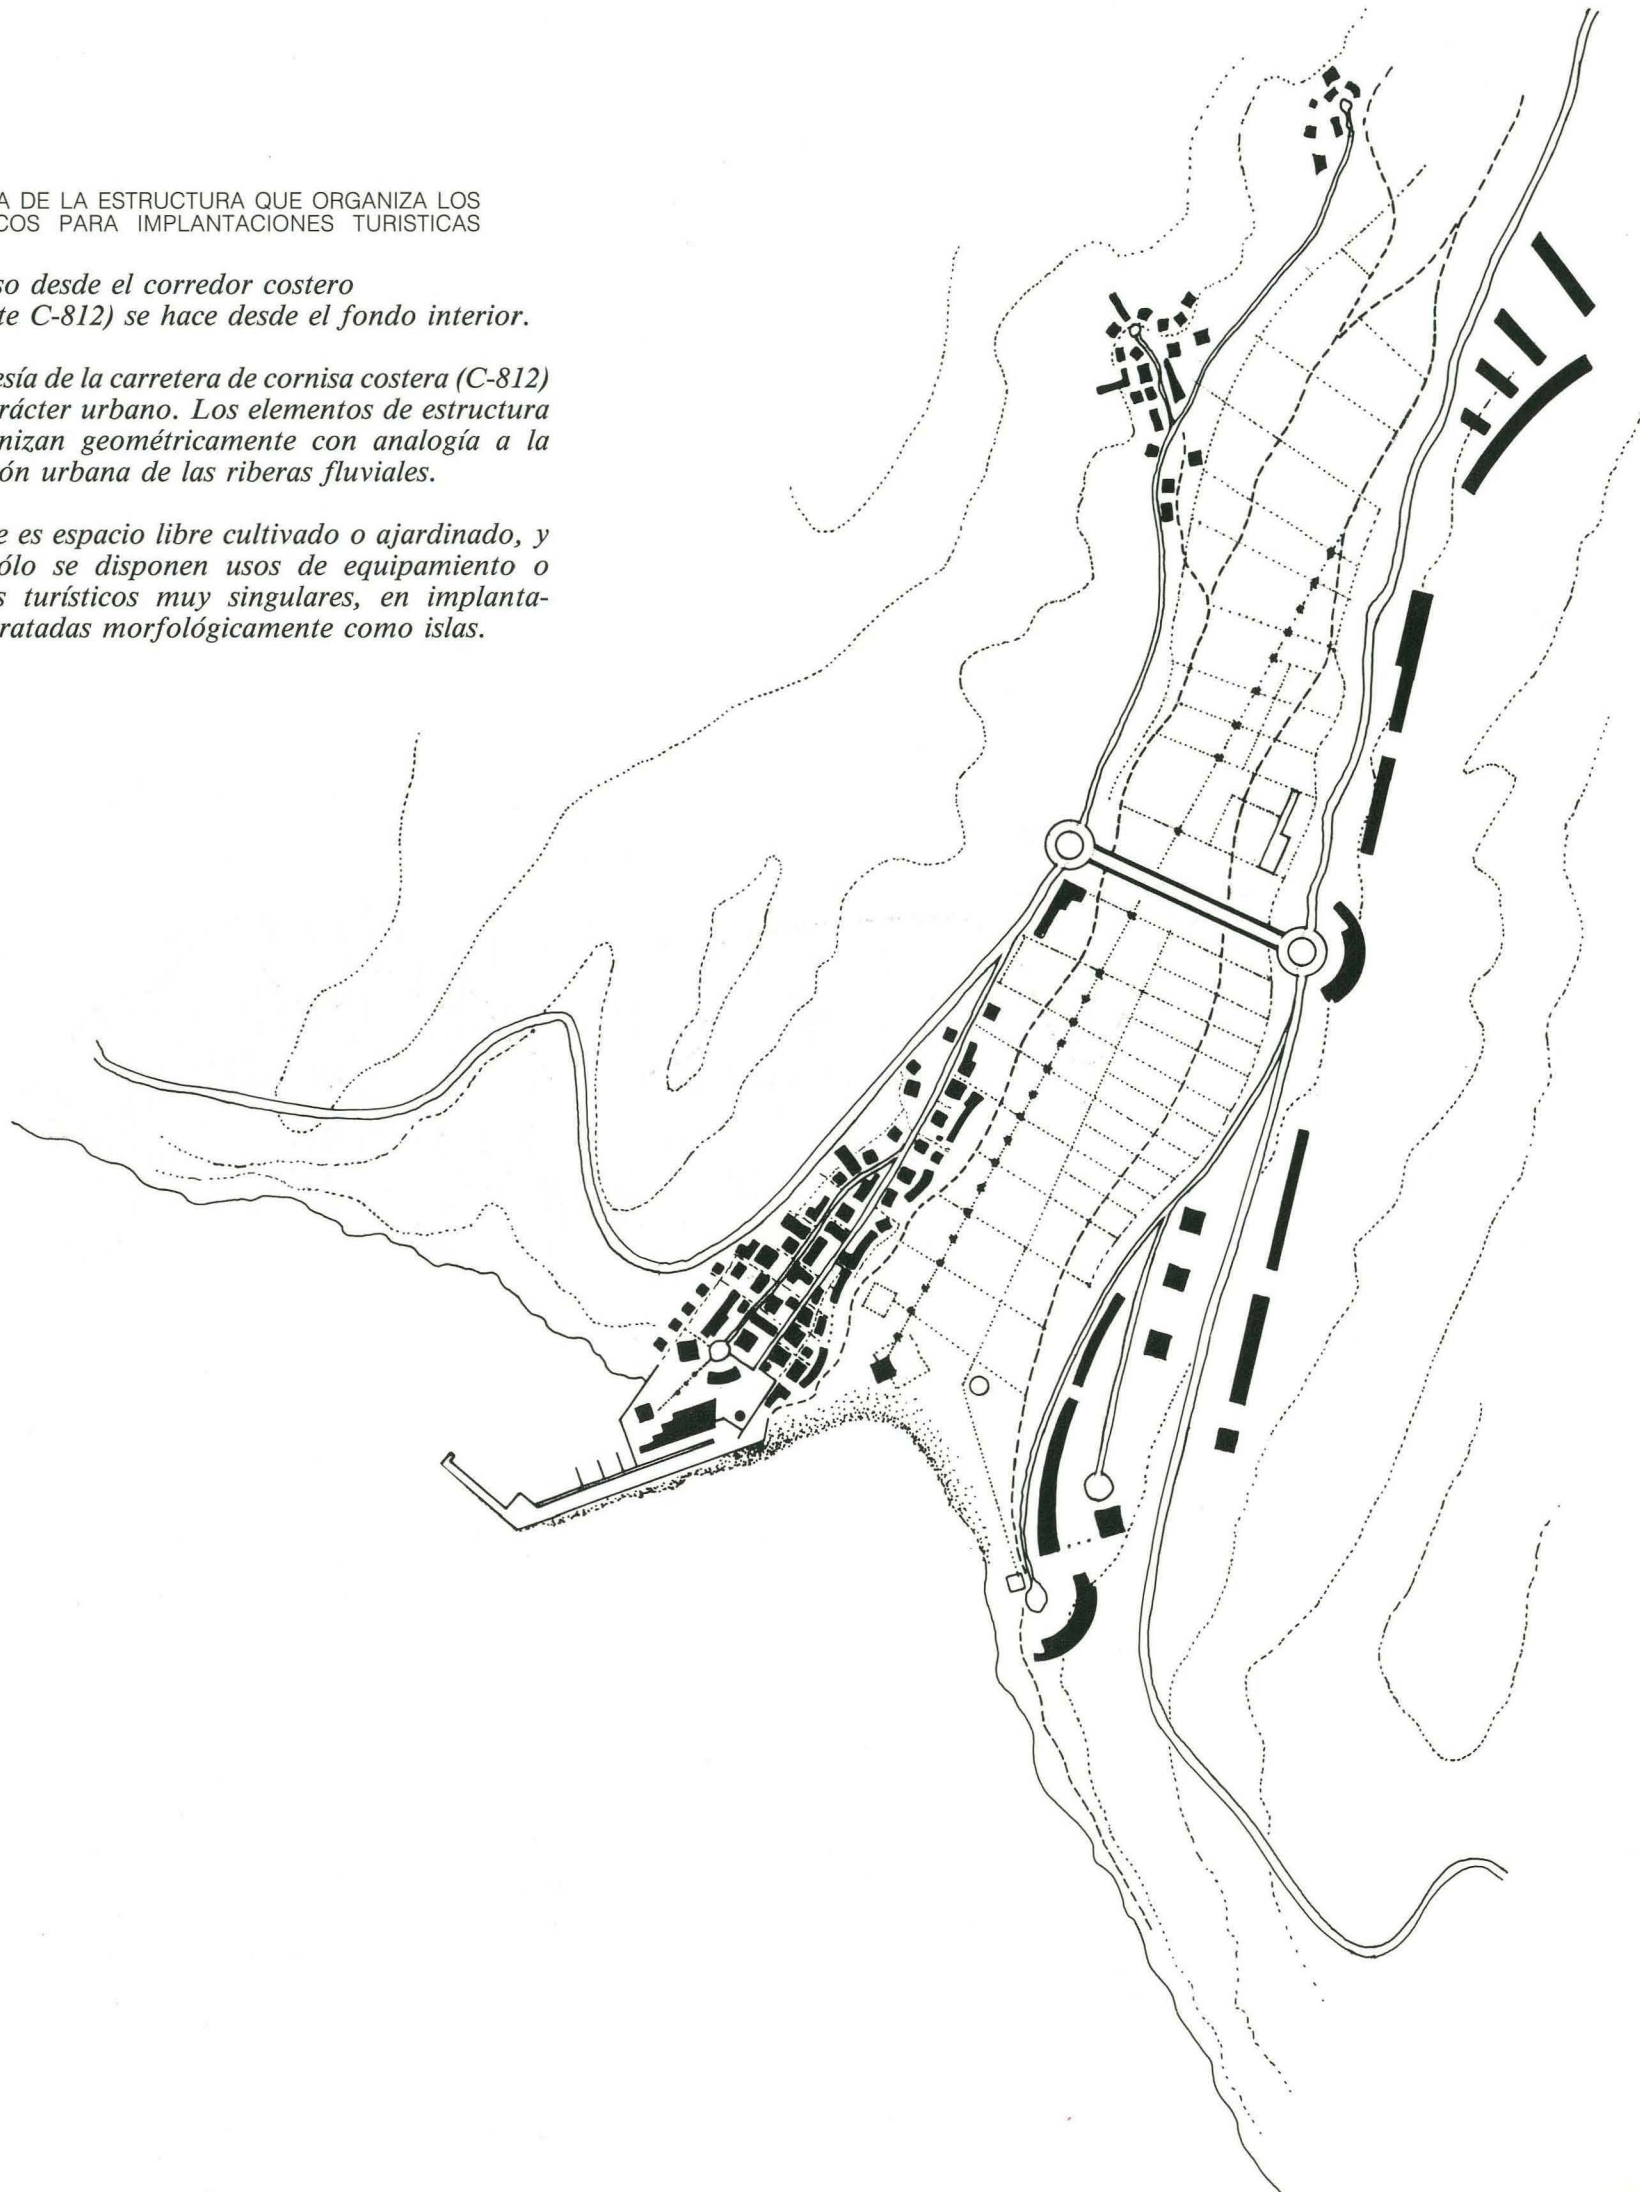 A DE LA ESTRUCTURA QUE ORGANIZA LOS
COS PARA IMPLANTACIONES TURISTICAS
so desde el corredor costero
te C-812) se hace desde el fondo interior.
esía de la carretera de cornisa costera (C-812)
rácter urbano. Los elementos de estructura
nizan geométricamente con analogía a la
ón urbana de las riberas fluviales.
e es espacio libre cultivado o ajardinado, y
ólo se disponen usos de equipamiento o
s turísticos muy singulares, en implanta-
ratadas morfológicamente como islas.